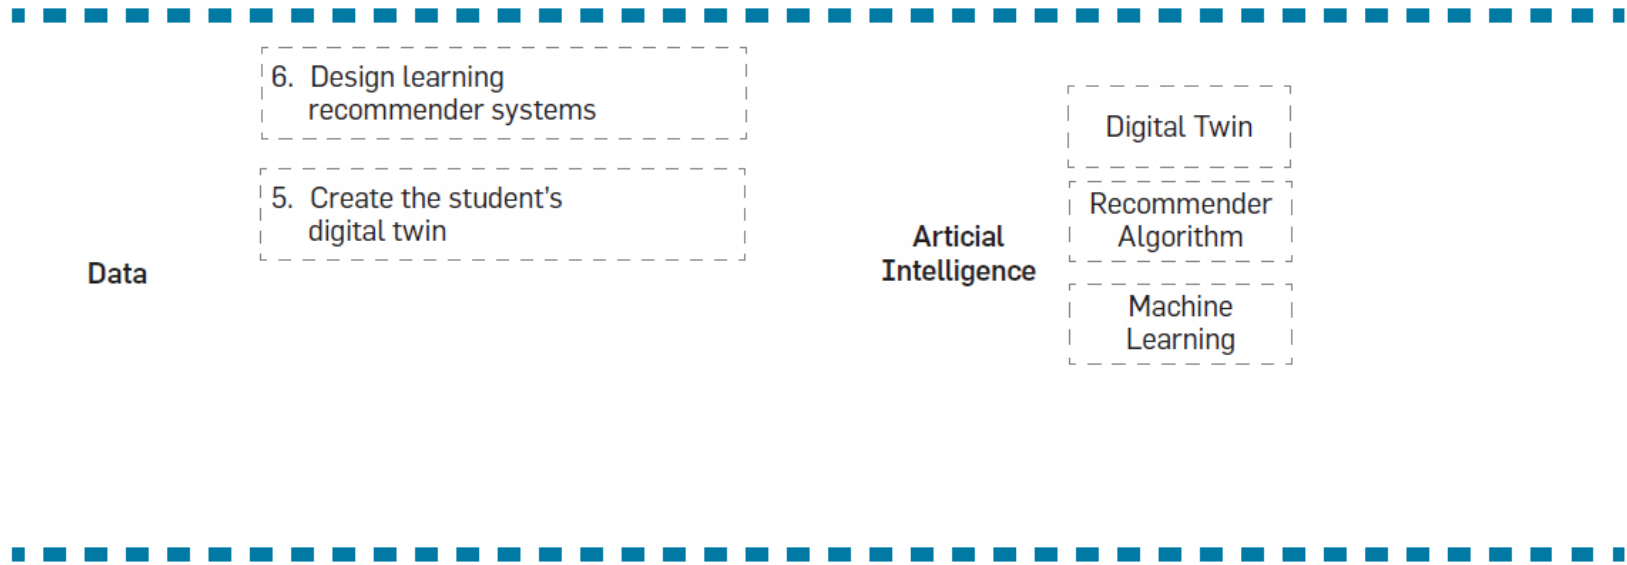 6. Design learning
recommender systems
5. Create the student's
digital twin
Data
Articial
Intelligence
Digital Twin
Recommender
Algorithm
Machine
Learning